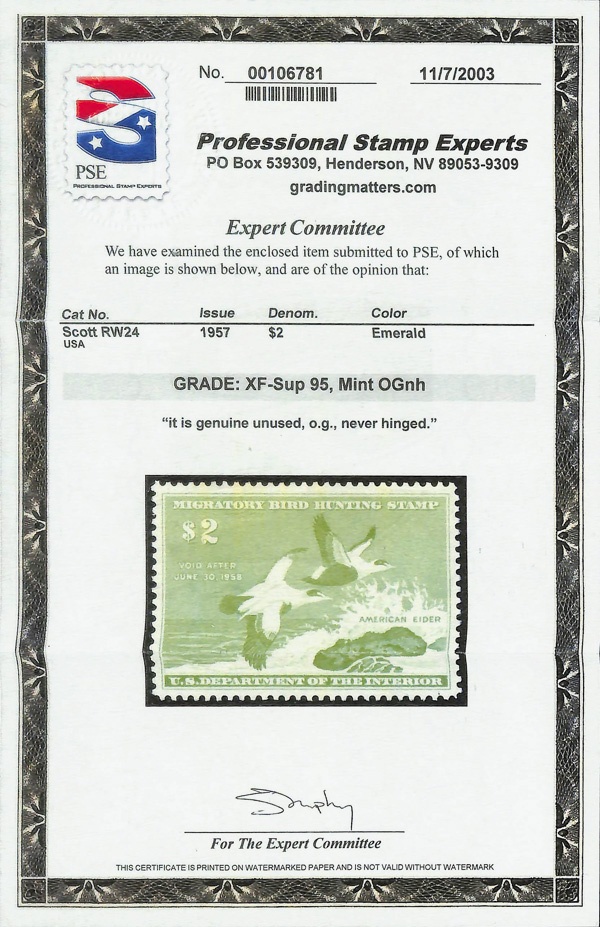 No. 00106781 11/7/2003
PSE
PROFESSIONAL STAMP EXPERTS
Professional Stamp Experts
PO Box 539309, Henderson, NV 89053-9309
gradingmatters.com
Expert Committee
We have examined the enclosed item submitted to PSE, of which
an image is shown below, and are of the opinion that:
Cat No. Issue Denom. Color
Scott RW24 1957 $2 Emerald
USA
GRADE: XF-Sup 95, Mint OGnh
“it is genuine unused, o.g., never hinged.”
MIGRATORY BIRD HUNTING STAMP
$2
VOID AFTER
JUNE 30, 1958
AMERICAN EIDER
U.S. DEPARTMENT OF THE INTERIOR
For The Expert Committee
THIS CERTIFICATE IS PRINTED ON WATERMARKED PAPER AND IS NOT VALID WITHOUT WATERMARK